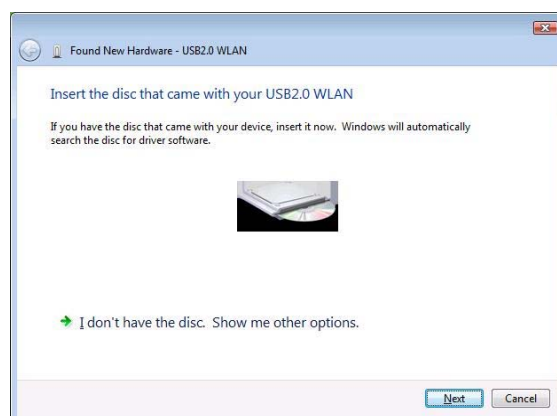 Found New Hardware - USB2.0 WLAN
Insert the disc that came with your USB2.0 WLAN
If you have the disc that came with your device, insert it now. Windows will automatically
search the disc for driver software.
I don't have the disc. Show me other options.
Next Cancel